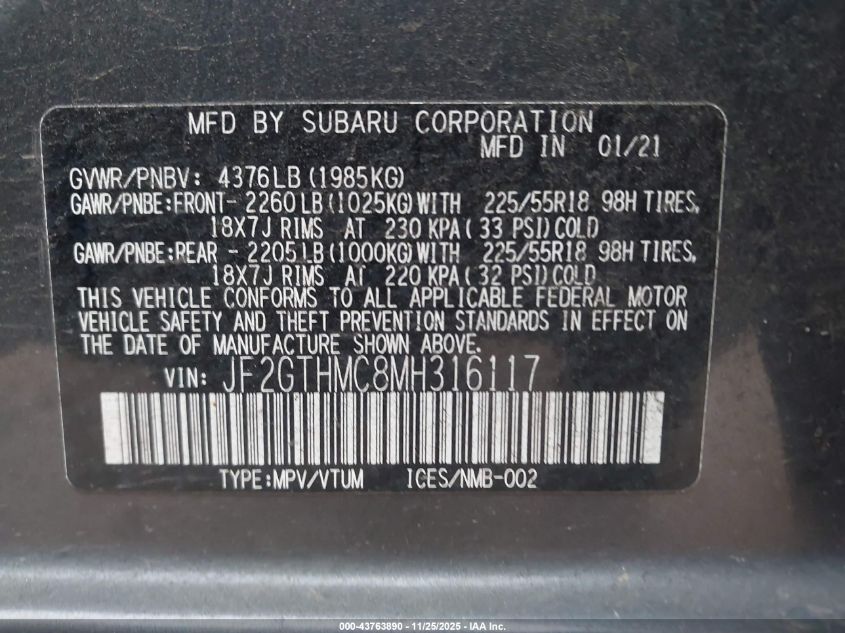 MFD BY SUBARU CORPORATION
MFD IN 01/21
GVWR/PNBV: 4376LB (1985KG)
GAWR/PNBE:FRONT- 2260LB (1025KG) WITH 225/55R18 98H TIRES,
18X7J RIMS AT 230 KPA ( 33 PSI) COLD
GAWR/PNBE:REAR - 2205LB (1000KG) WITH 225/55R18 98H TIRES,
18X7J RIMS AT 220 KPA ( 32 PSI) COLD
THIS VEHICLE CONFORMS TO ALL APPLICABLE FEDERAL MOTOR
VEHICLE SAFETY AND THEFT PREVENTION STANDARDS IN EFFECT ON
THE DATE OF MANUFACTURE SHOWN ABOVE.
VIN: JF2GTHMC8MH316117
TYPE:MPV/VTUM ICES/NMB-002
000-43763890 - 11/25/2025 - IAA Inc.